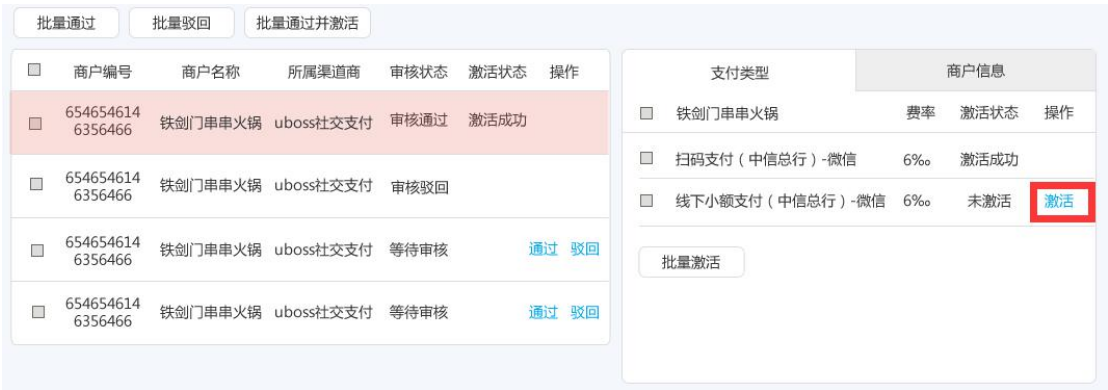 批量通过 批量驳回 批量通过并激活
商户编号 商户名称 所属渠道商 审核状态 激活状态 操作
654654614
6356466 铁剑门串串火锅 uboss社交支付 审核通过 激活成功
654654614
6356466 铁剑门串串火锅 uboss社交支付 审核驳回
654654614
6356466 铁剑门串串火锅 uboss社交支付 等待审核 通过 驳回
654654614
6356466 铁剑门串串火锅 uboss社交支付 等待审核 通过 驳回
支付类型 商户信息
铁剑门串串火锅 费率 激活状态 操作
扫码支付（中信总行）-微信 6‰ 激活成功
线下小额支付（中信总行）-微信 6‰ 未激活 激活
批量激活